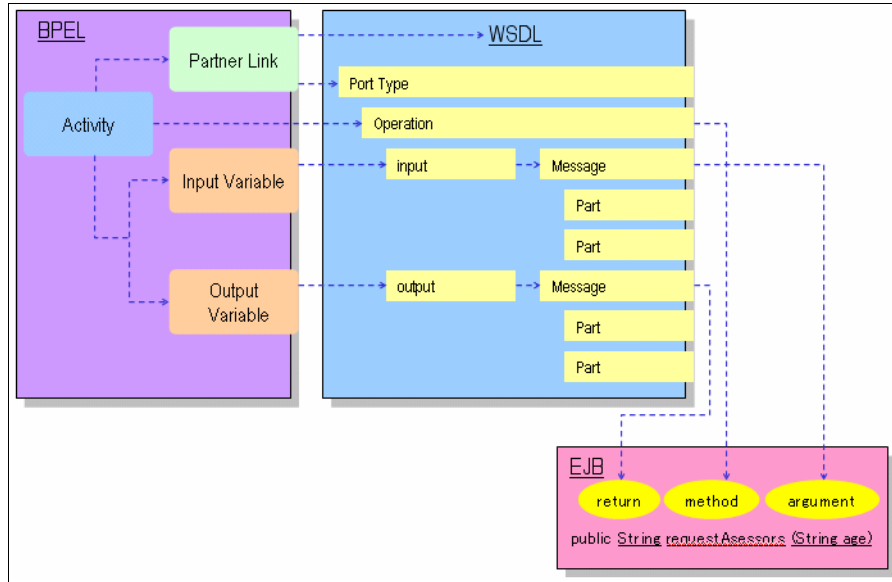 BPEL
Partner Link
Activity
Input Variable
Output
Variable
WSDL
Port Type
Operation
input
Message
Part
Part
output
Message
Part
Part
EJB
return
method
argument
public String requestAsessors (String age)